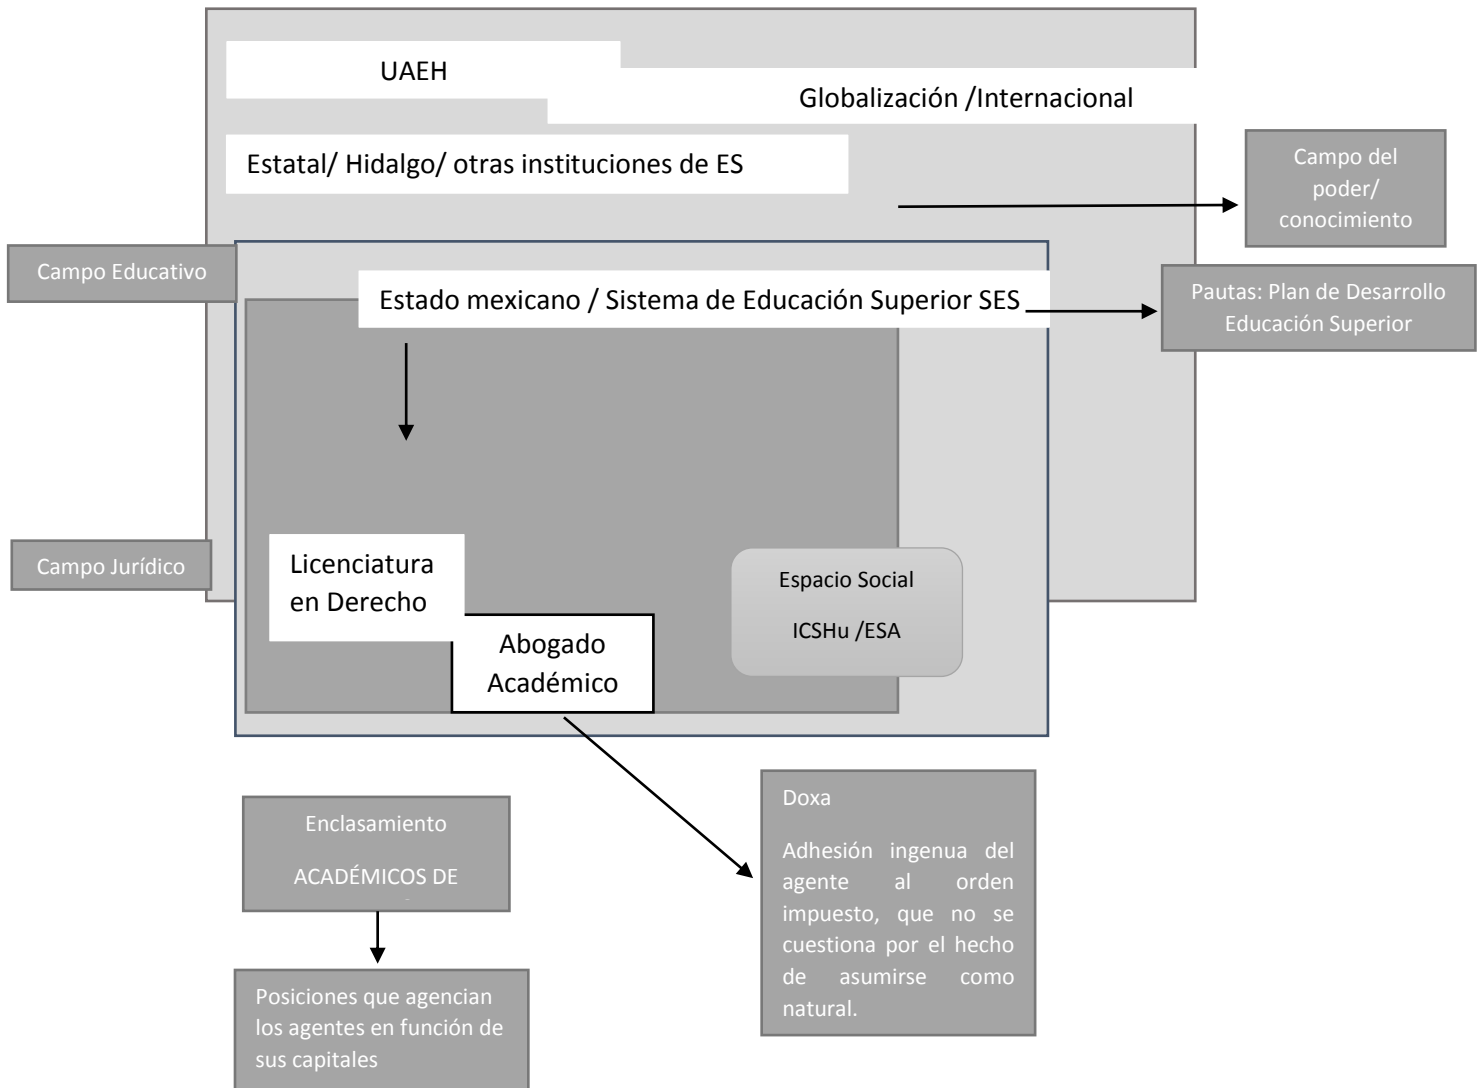 UAEH
Globalización /Internacional
Estatal/ Hidalgo/ otras instituciones de ES
Campo del
poder/
conocimiento
Campo Educativo
Estado mexicano / Sistema de Educación Superior SES
Pautas: Plan de Desarrollo
Educación Superior
Campo Jurídico
Licenciatura
en Derecho
Abogado
Académico
Espacio Social
ICSHu /ESA
Enclasamiento
ACADÉMICOS DE
Doxa
Adhesión ingenua del
agente al orden
impuesto, que no se
cuestiona por el hecho
de asumirse como
natural.
Posiciones que agencian
los agentes en función de
sus capitales